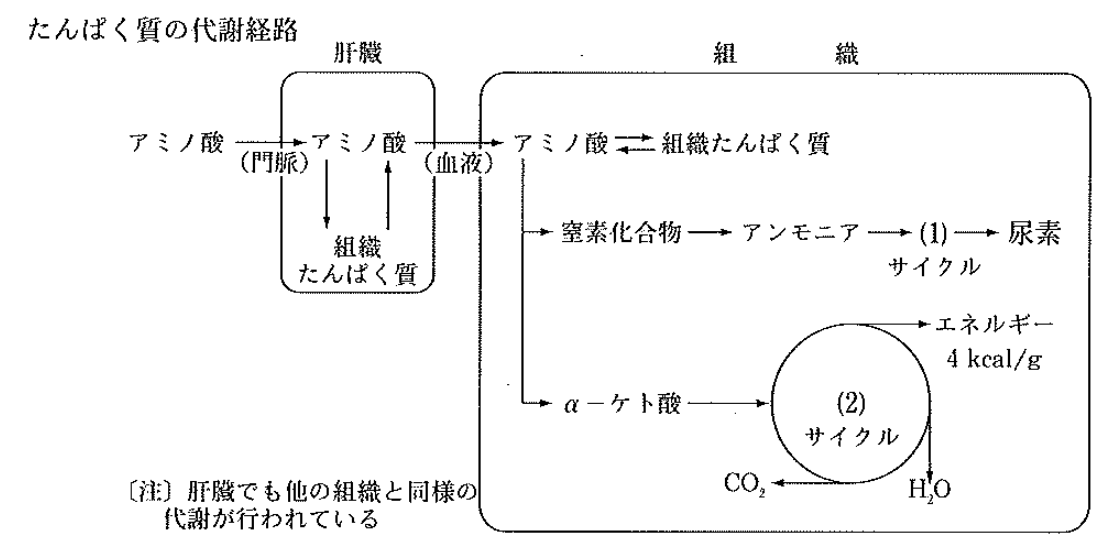 たんぱく質の代謝経路
肝臓
組　　織
アミノ酸
(門脈)
アミノ酸
(血液)
アミノ酸
組織たんぱく質
組織
たんぱく質
窒素化合物
アンモニア
(1)
サイクル
尿素
エネルギー
4 kcal/g
α－ケト酸
(2)
サイクル
CO₂
H₂O
〔注〕肝臓でも他の組織と同様の
代謝が行われている